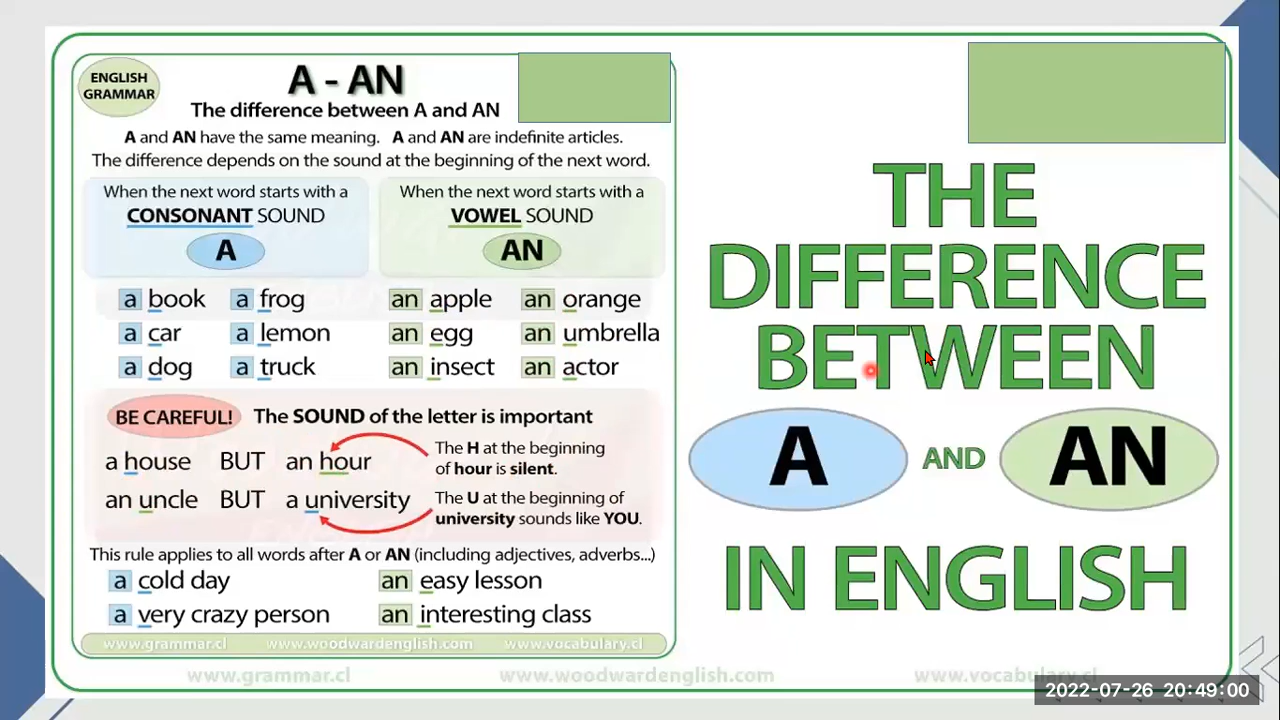 ENGLISH
GRAMMAR
A - AN
The difference between A and AN
A and AN have the same meaning. A and AN are indefinite articles.
The difference depends on the sound at the beginning of the next word.
When the next word starts with a
CONSONANT SOUND
A
When the next word starts with a
VOWEL SOUND
AN
a book a frog
a car a lemon
a dog a truck
an apple an orange
an egg an umbrella
an insect an actor
BE CAREFUL! The SOUND of the letter is important
a house BUT an hour
The H at the beginning
of hour is silent.
an uncle BUT a university
The U at the beginning of
university sounds like YOU.
This rule applies to all words after A or AN (including adjectives, adverbs...)
a cold day an easy lesson
a very crazy person an interesting class
www.grammar.cl www.woodwardenglish.com www.vocabulary.cl
THE
DIFFERENCE
BETWEEN
A AND AN
IN ENGLISH
www.grammar.cl www.woodwardenglish.com www.vocabulary.cl
2022-07-26 20:49:00